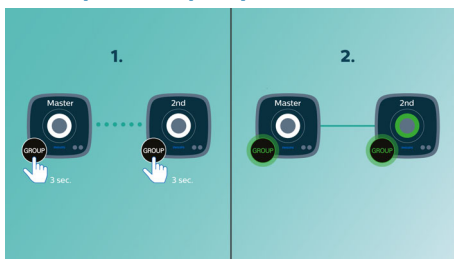 1.
Master
2nd
GROUP
GROUP
3 sec.
3 sec.
2.
Master
2nd
GROUP
GROUP